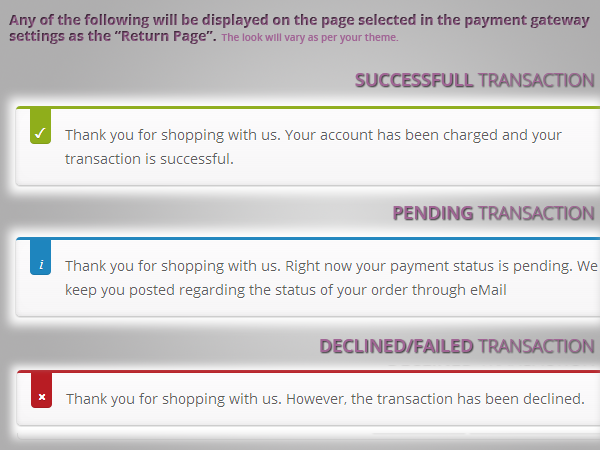 Any of the following will be displayed on the page selected in the payment gateway
settings as the “Return Page”. The look will vary as per your theme.
SUCCESSFULL TRANSACTION
Thank you for shopping with us. Your account has been charged and your
transaction is successful.
PENDING TRANSACTION
Thank you for shopping with us. Right now your payment status is pending. We
keep you posted regarding the status of your order through eMail
DECLINED/FAILED TRANSACTION
Thank you for shopping with us. However, the transaction has been declined.